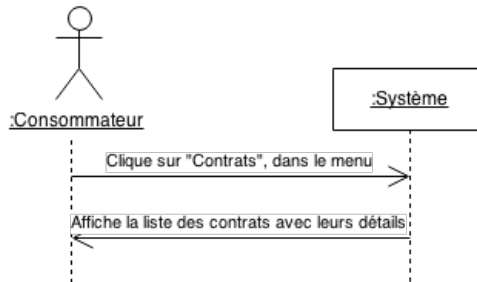 :Consommateur
:Système
Clique sur "Contrats", dans le menu
Affiche la liste des contrats avec leurs détails